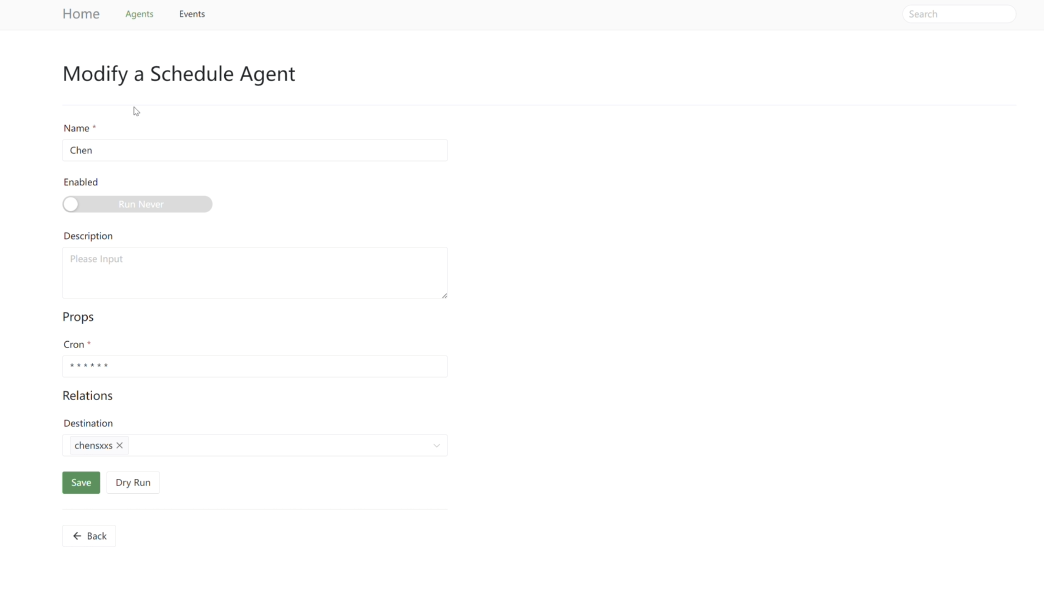 Home Agents Events Search
Modify a Schedule Agent
Name *
Chen
Enabled
Run Never
Description
Please Input
Props
Cron *
* * * * * *
Relations
Destination
chensxxs
Save Dry Run
Back